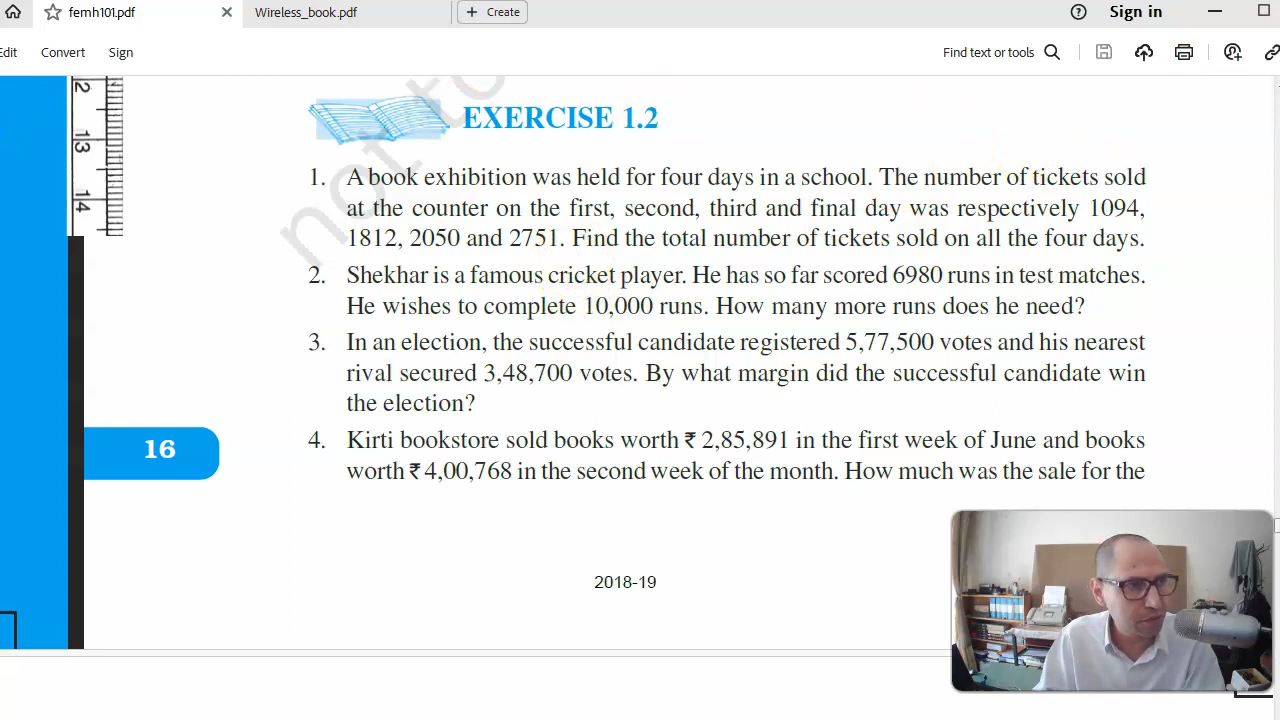 femh101.pdf
Wireless_book.pdf
Create
Sign in
Edit
Convert
Sign
Find text or tools
2
13
14
not to
EXERCISE 1.2
1. A book exhibition was held for four days in a school. The number of tickets sold
at the counter on the first, second, third and final day was respectively 1094,
1812, 2050 and 2751. Find the total number of tickets sold on all the four days.
2. Shekhar is a famous cricket player. He has so far scored 6980 runs in test matches.
He wishes to complete 10,000 runs. How many more runs does he need?
3. In an election, the successful candidate registered 5,77,500 votes and his nearest
rival secured 3,48,700 votes. By what margin did the successful candidate win
the election?
16
4. Kirti bookstore sold books worth ₹ 2,85,891 in the first week of June and books
worth ₹ 4,00,768 in the second week of the month. How much was the sale for the
2018-19